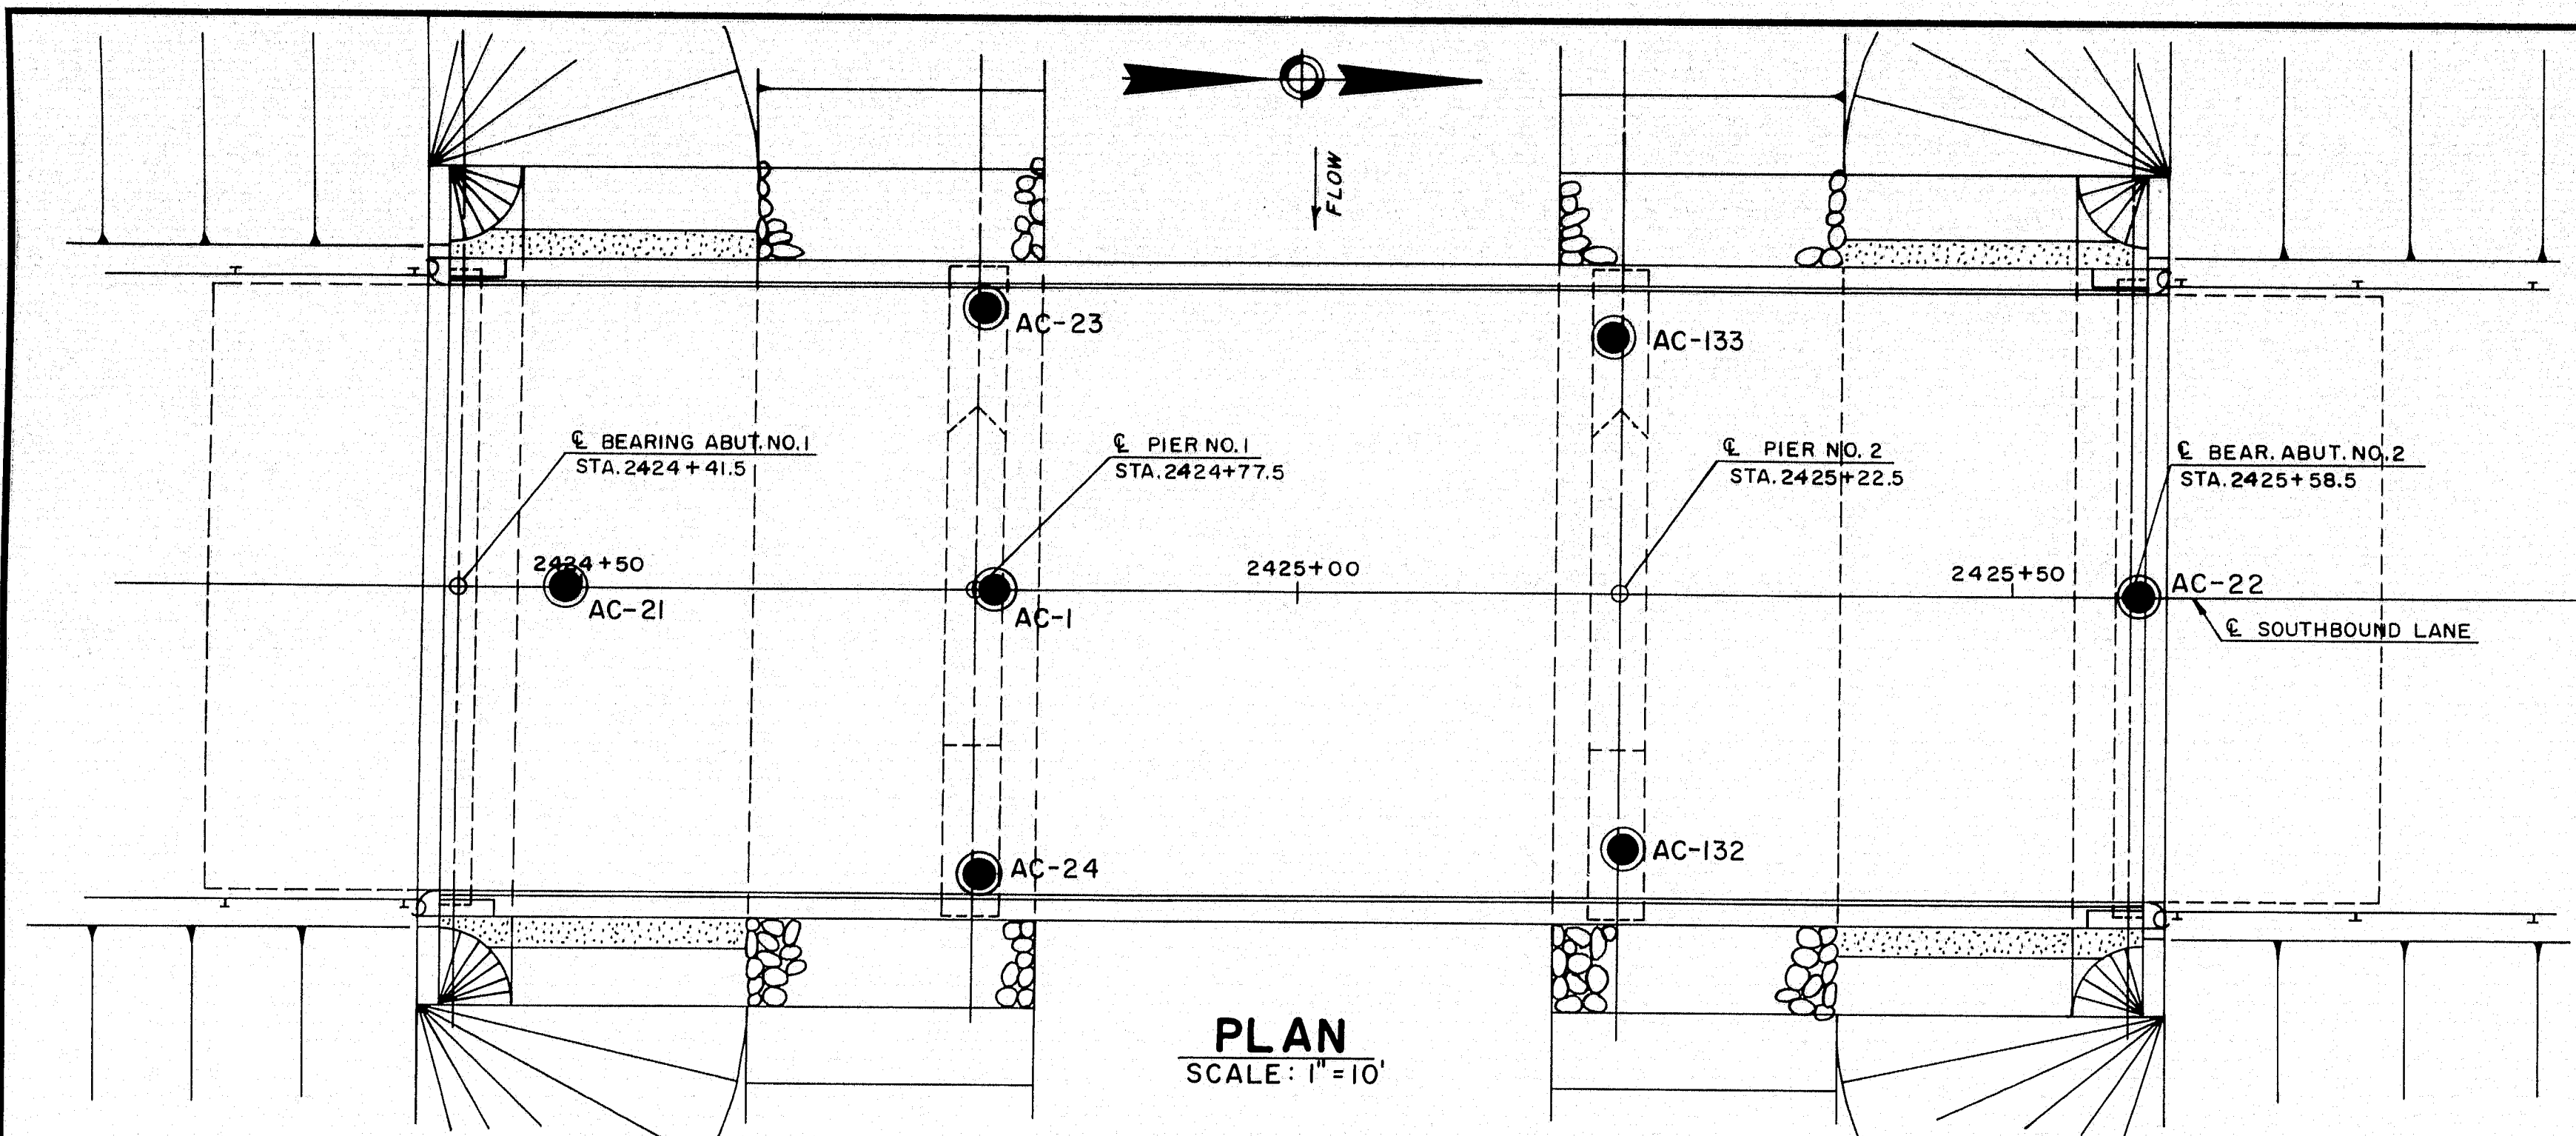 FLOW
AC-23
AC-133
℄ BEARING ABUT. NO. 1
STA. 2424 + 41.5
℄ PIER NO. 1
STA. 2424+77.5
℄ PIER NO. 2
STA. 2425+22.5
℄ BEAR. ABUT. NO. 2
STA. 2425+58.5
2424+50
2425+00
2425+50
AC-21
AC-1
AC-22
℄ SOUTHBOUND LANE
AC-24
AC-132
PLAN
SCALE: 1"=10'